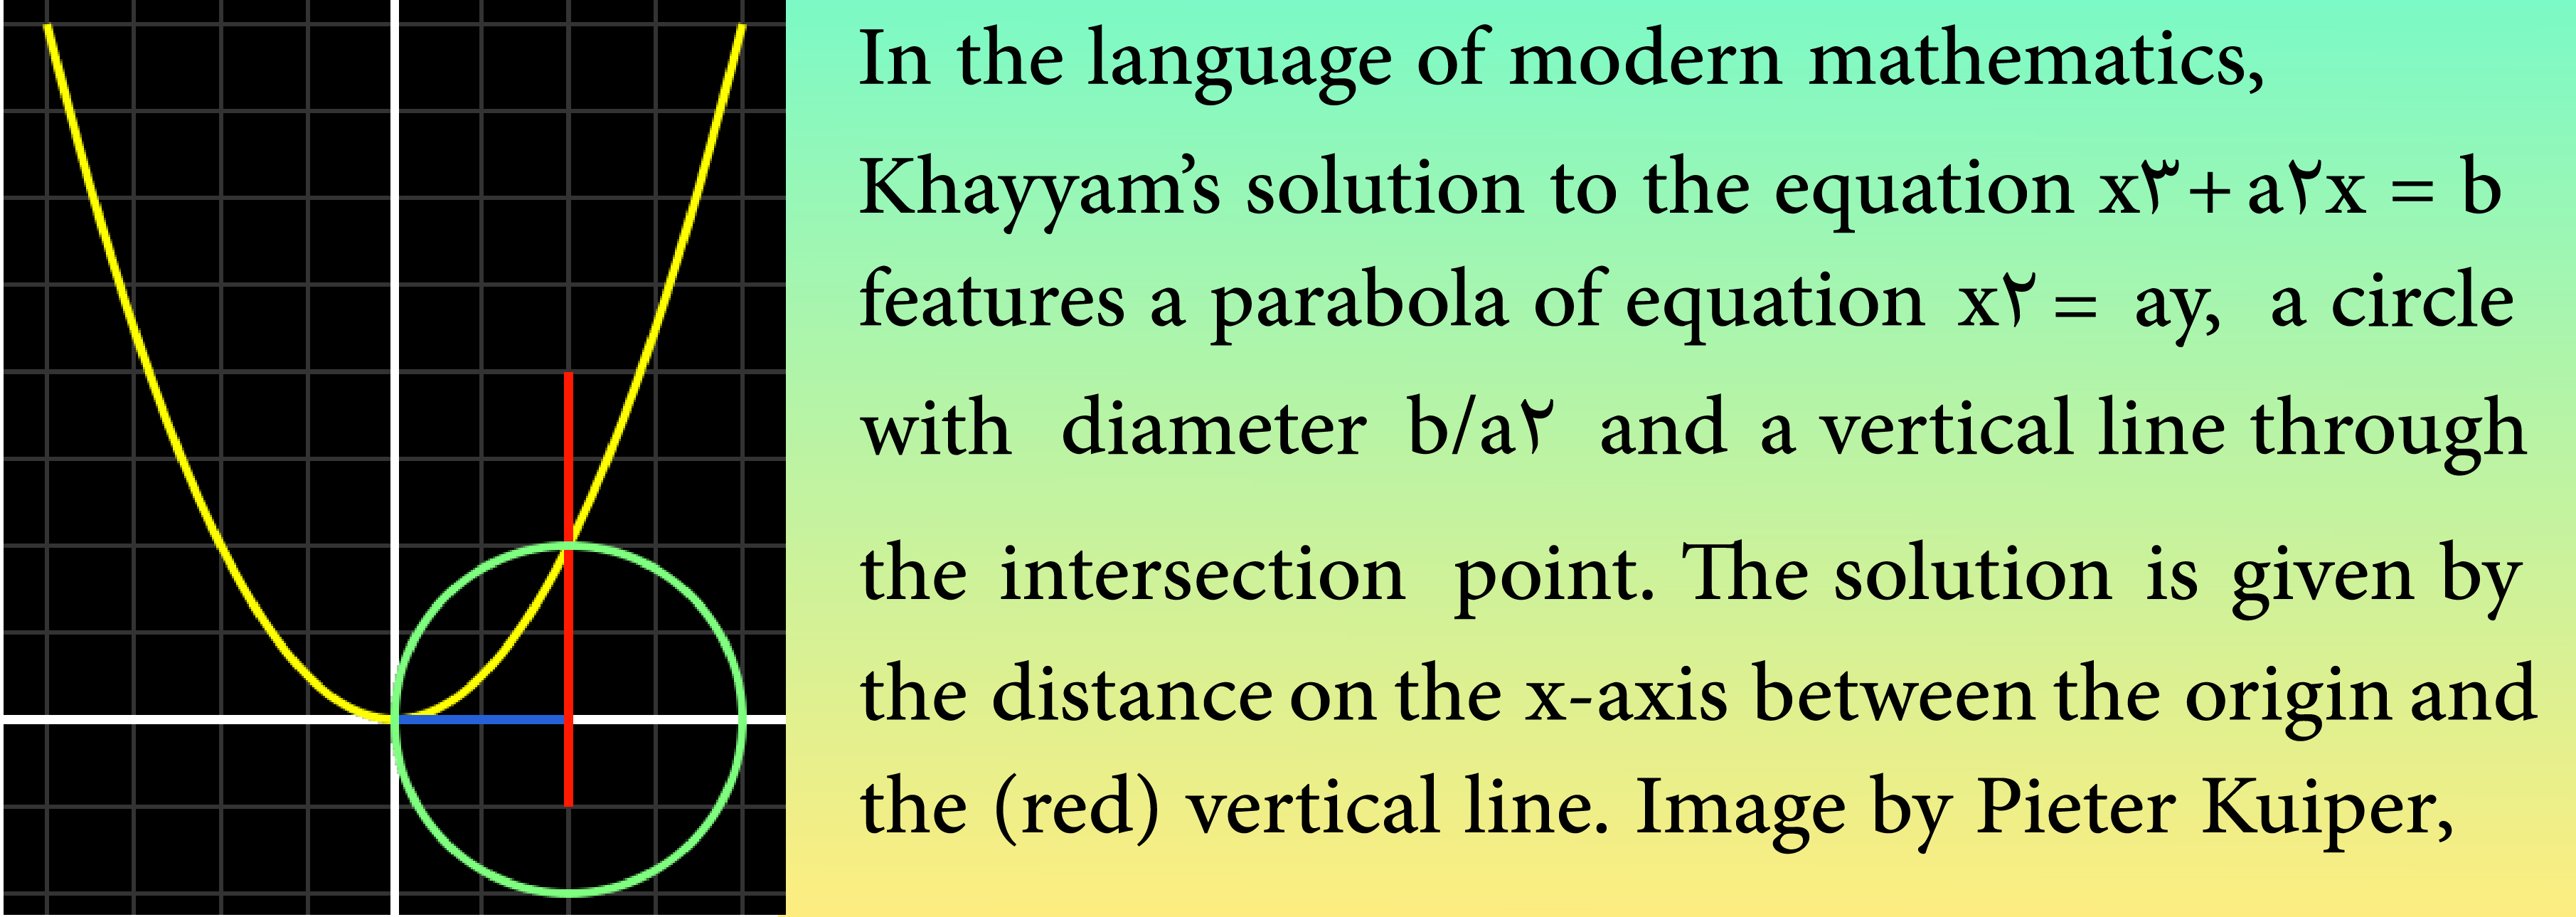 In the language of modern mathematics,
Khayyam’s solution to the equation x۳ + a۲x = b
features a parabola of equation x۲ = ay, a circle
with diameter b/a۲ and a vertical line through
the intersection point. The solution is given by
the distance on the x-axis between the origin and
the (red) vertical line. Image by Pieter Kuiper,